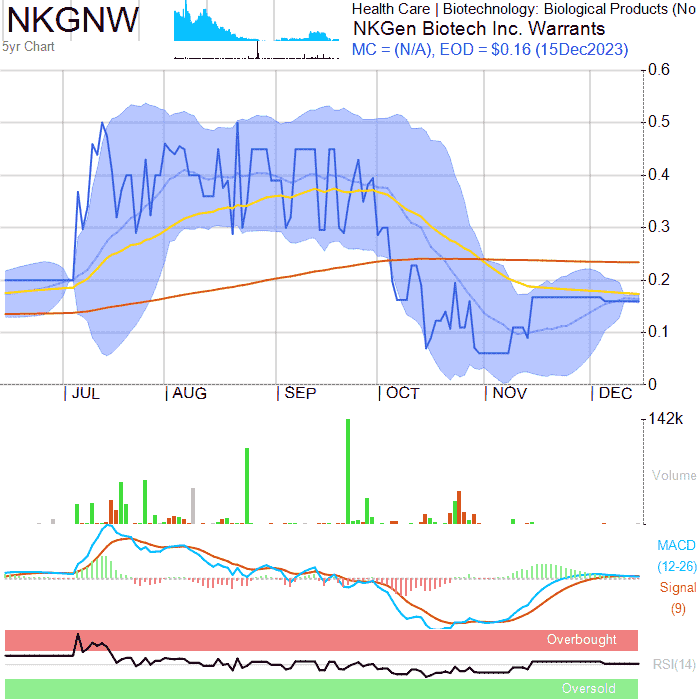 NKGNW
5yr Chart
Health Care | Biotechnology: Biological Products (No
NKGen Biotech Inc. Warrants
MC = (N/A), EOD = $0.16 (15Dec2023)
0.6
0.5
0.4
0.3
0.2
0.1
0
JUL AUG SEP OCT NOV DEC
142k
Volume
MACD
(12-26)
Signal
(9)
Overbought
RSI(14)
Oversold